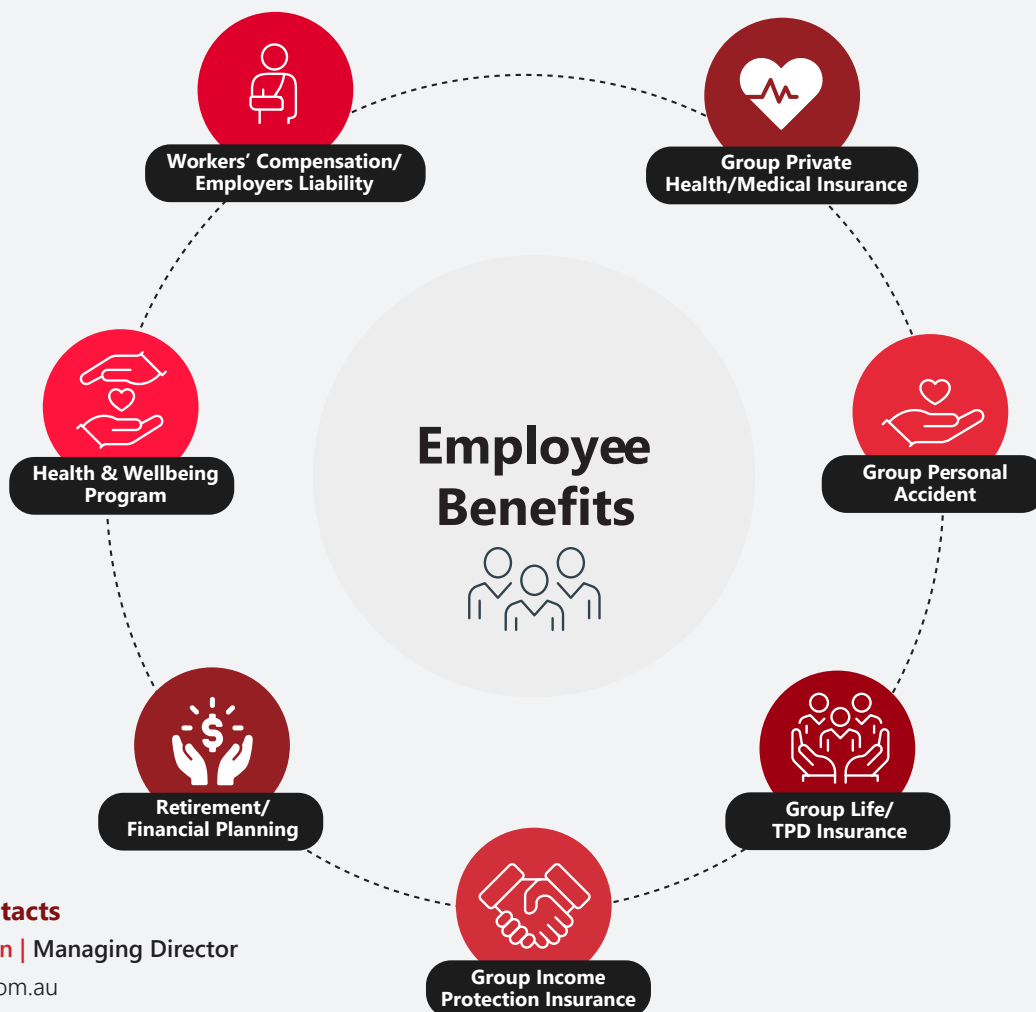 Workers’ Compensation/
Employers Liability
Group Private
Health/Medical Insurance
Health & Wellbeing
Program
Employee
Benefits
Group Personal
Accident
$
Retirement/
Financial Planning
Group Life/
TPD Insurance
Group Income
Protection Insurance
tacts
n | Managing Director
om.au